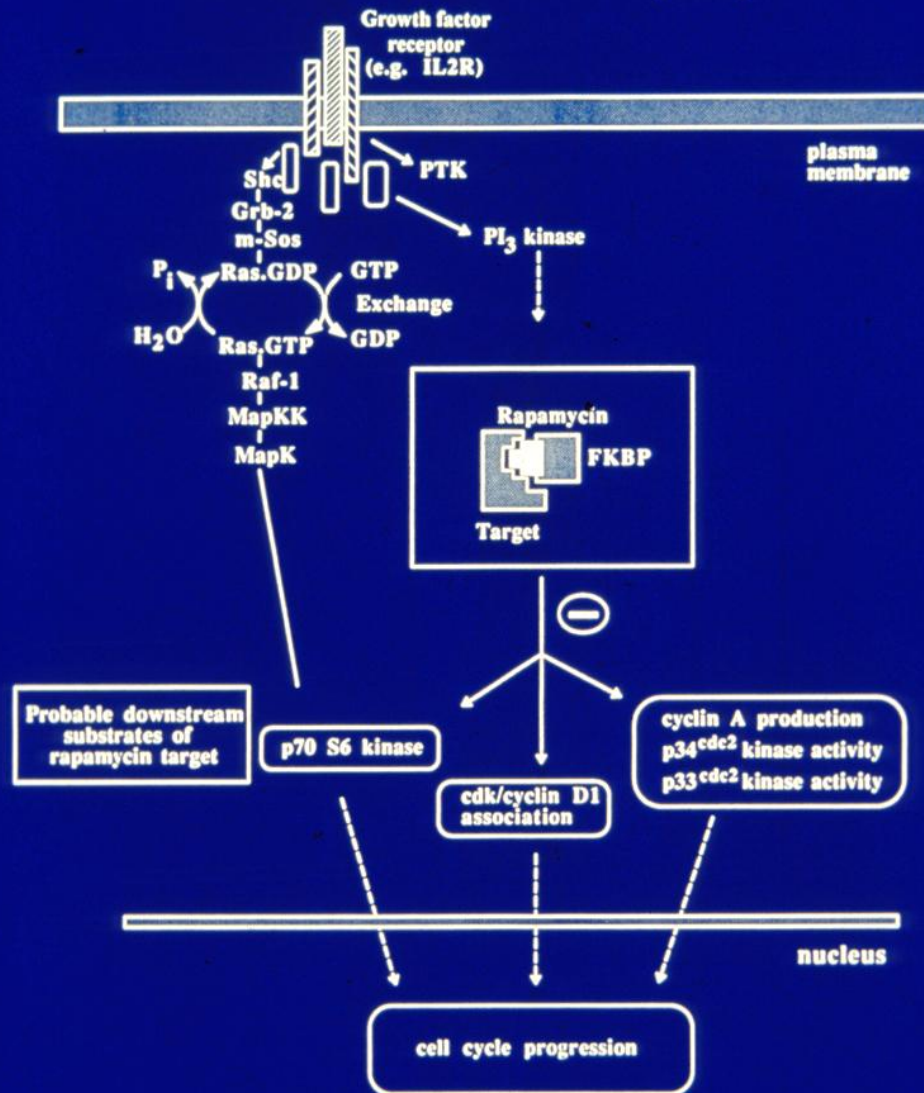 Growth factor
receptor
(e.g. IL2R)
plasma
membrane
PTK
Shc
Grb-2
m-Sos
PI3 kinase
Pi
Ras.GDP
GTP
Exchange
H2O
Ras.GTP
GDP
Raf-1
MapKK
MapK
Rapamycin
FKBP
Target
Probable downstream
substrates of
rapamycin target
p70 S6 kinase
cdk/cyclin D1
association
cyclin A production
p34cdc2 kinase activity
p33cdc2 kinase activity
nucleus
cell cycle progression